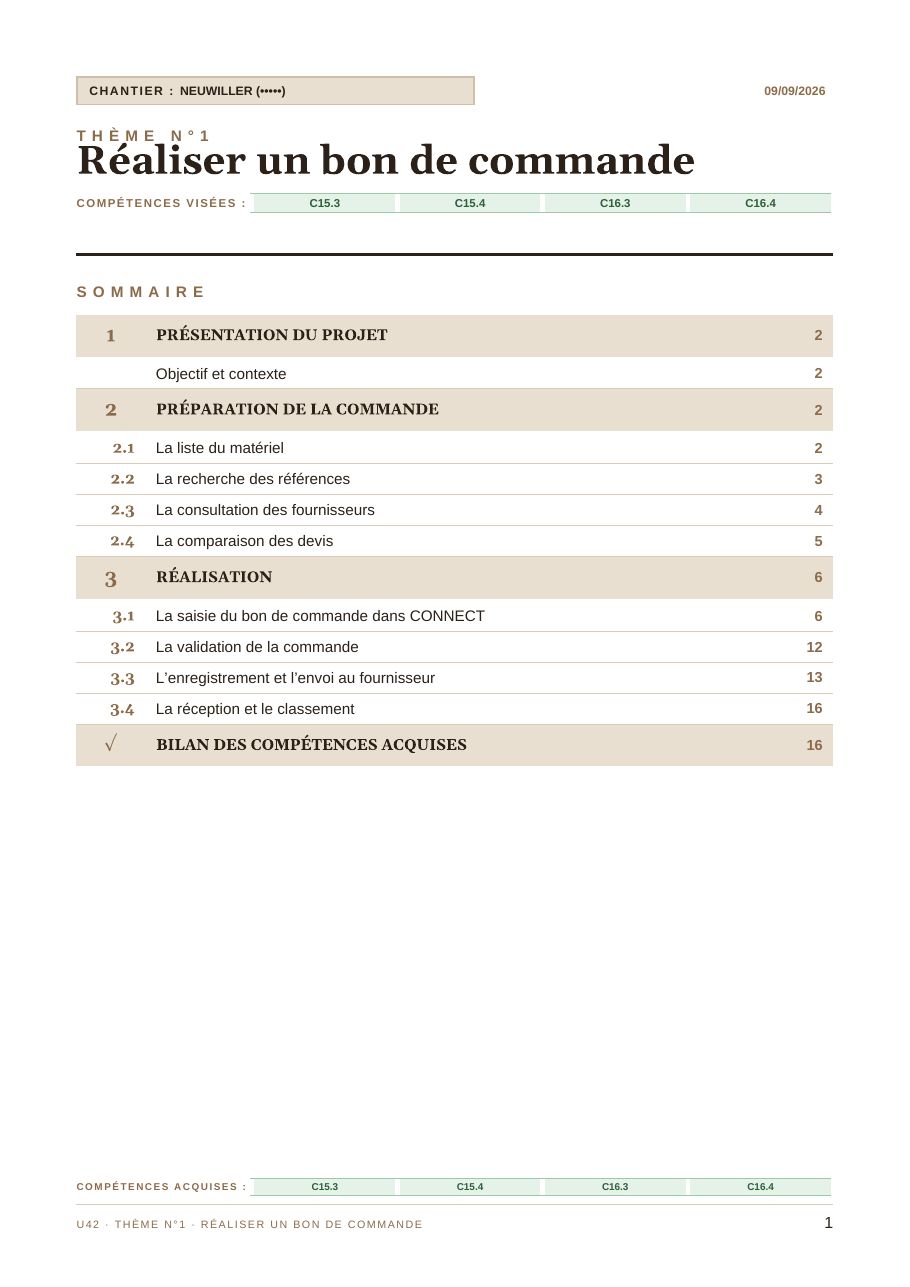 CHANTIER : NEUWILLER (•••••) 09/09/2026
THÈME N°1
Réaliser un bon de commande
COMPÉTENCES VISÉES : C15.3 C15.4 C16.3 C16.4
SOMMAIRE
1 PRÉSENTATION DU PROJET 2
Objectif et contexte 2
2 PRÉPARATION DE LA COMMANDE 2
2.1 La liste du matériel 2
2.2 La recherche des références 3
2.3 La consultation des fournisseurs 4
2.4 La comparaison des devis 5
3 RÉALISATION 6
3.1 La saisie du bon de commande dans CONNECT 6
3.2 La validation de la commande 12
3.3 L’enregistrement et l’envoi au fournisseur 13
3.4 La réception et le classement 16
√ BILAN DES COMPÉTENCES ACQUISES 16
COMPÉTENCES ACQUISES : C15.3 C15.4 C16.3 C16.4
U42 · THÈME N°1 · RÉALISER UN BON DE COMMANDE 1